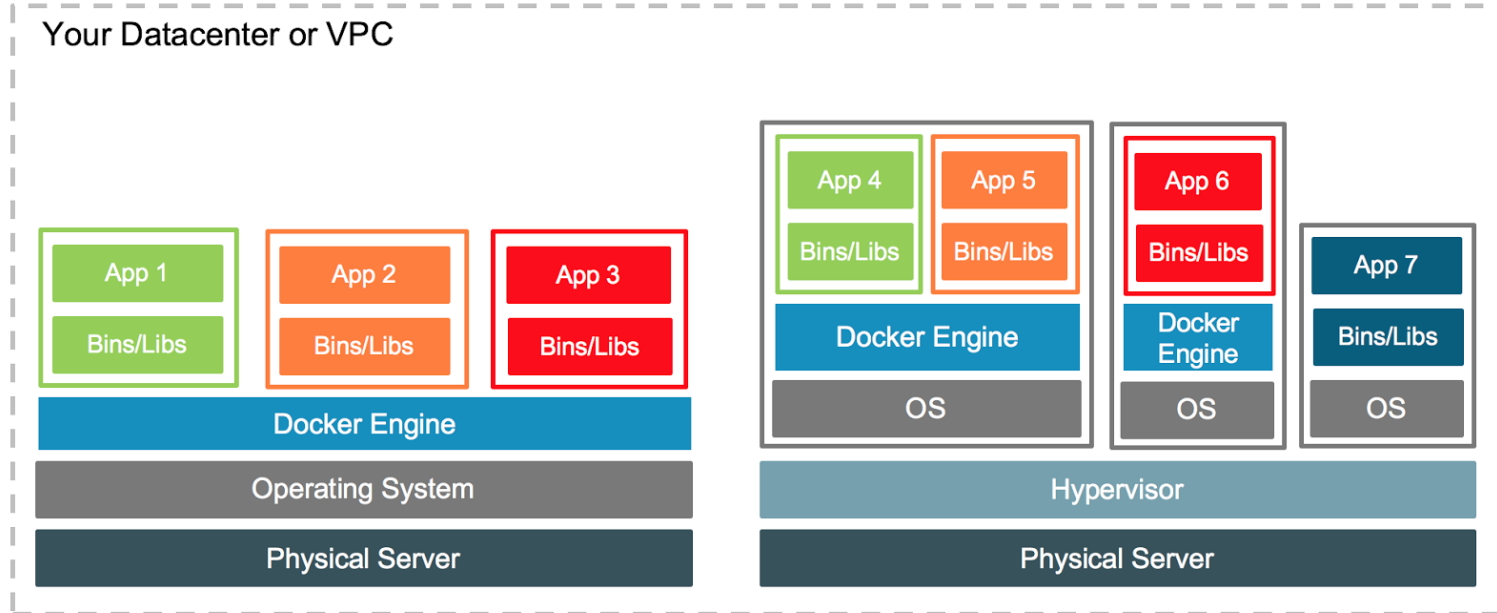 Your Datacenter or VPC
App 1
Bins/Libs
App 2
Bins/Libs
App 3
Bins/Libs
Docker Engine
Operating System
Physical Server
App 4
Bins/Libs
App 5
Bins/Libs
Docker Engine
OS
App 6
Bins/Libs
Docker
Engine
OS
App 7
Bins/Libs
OS
Hypervisor
Physical Server